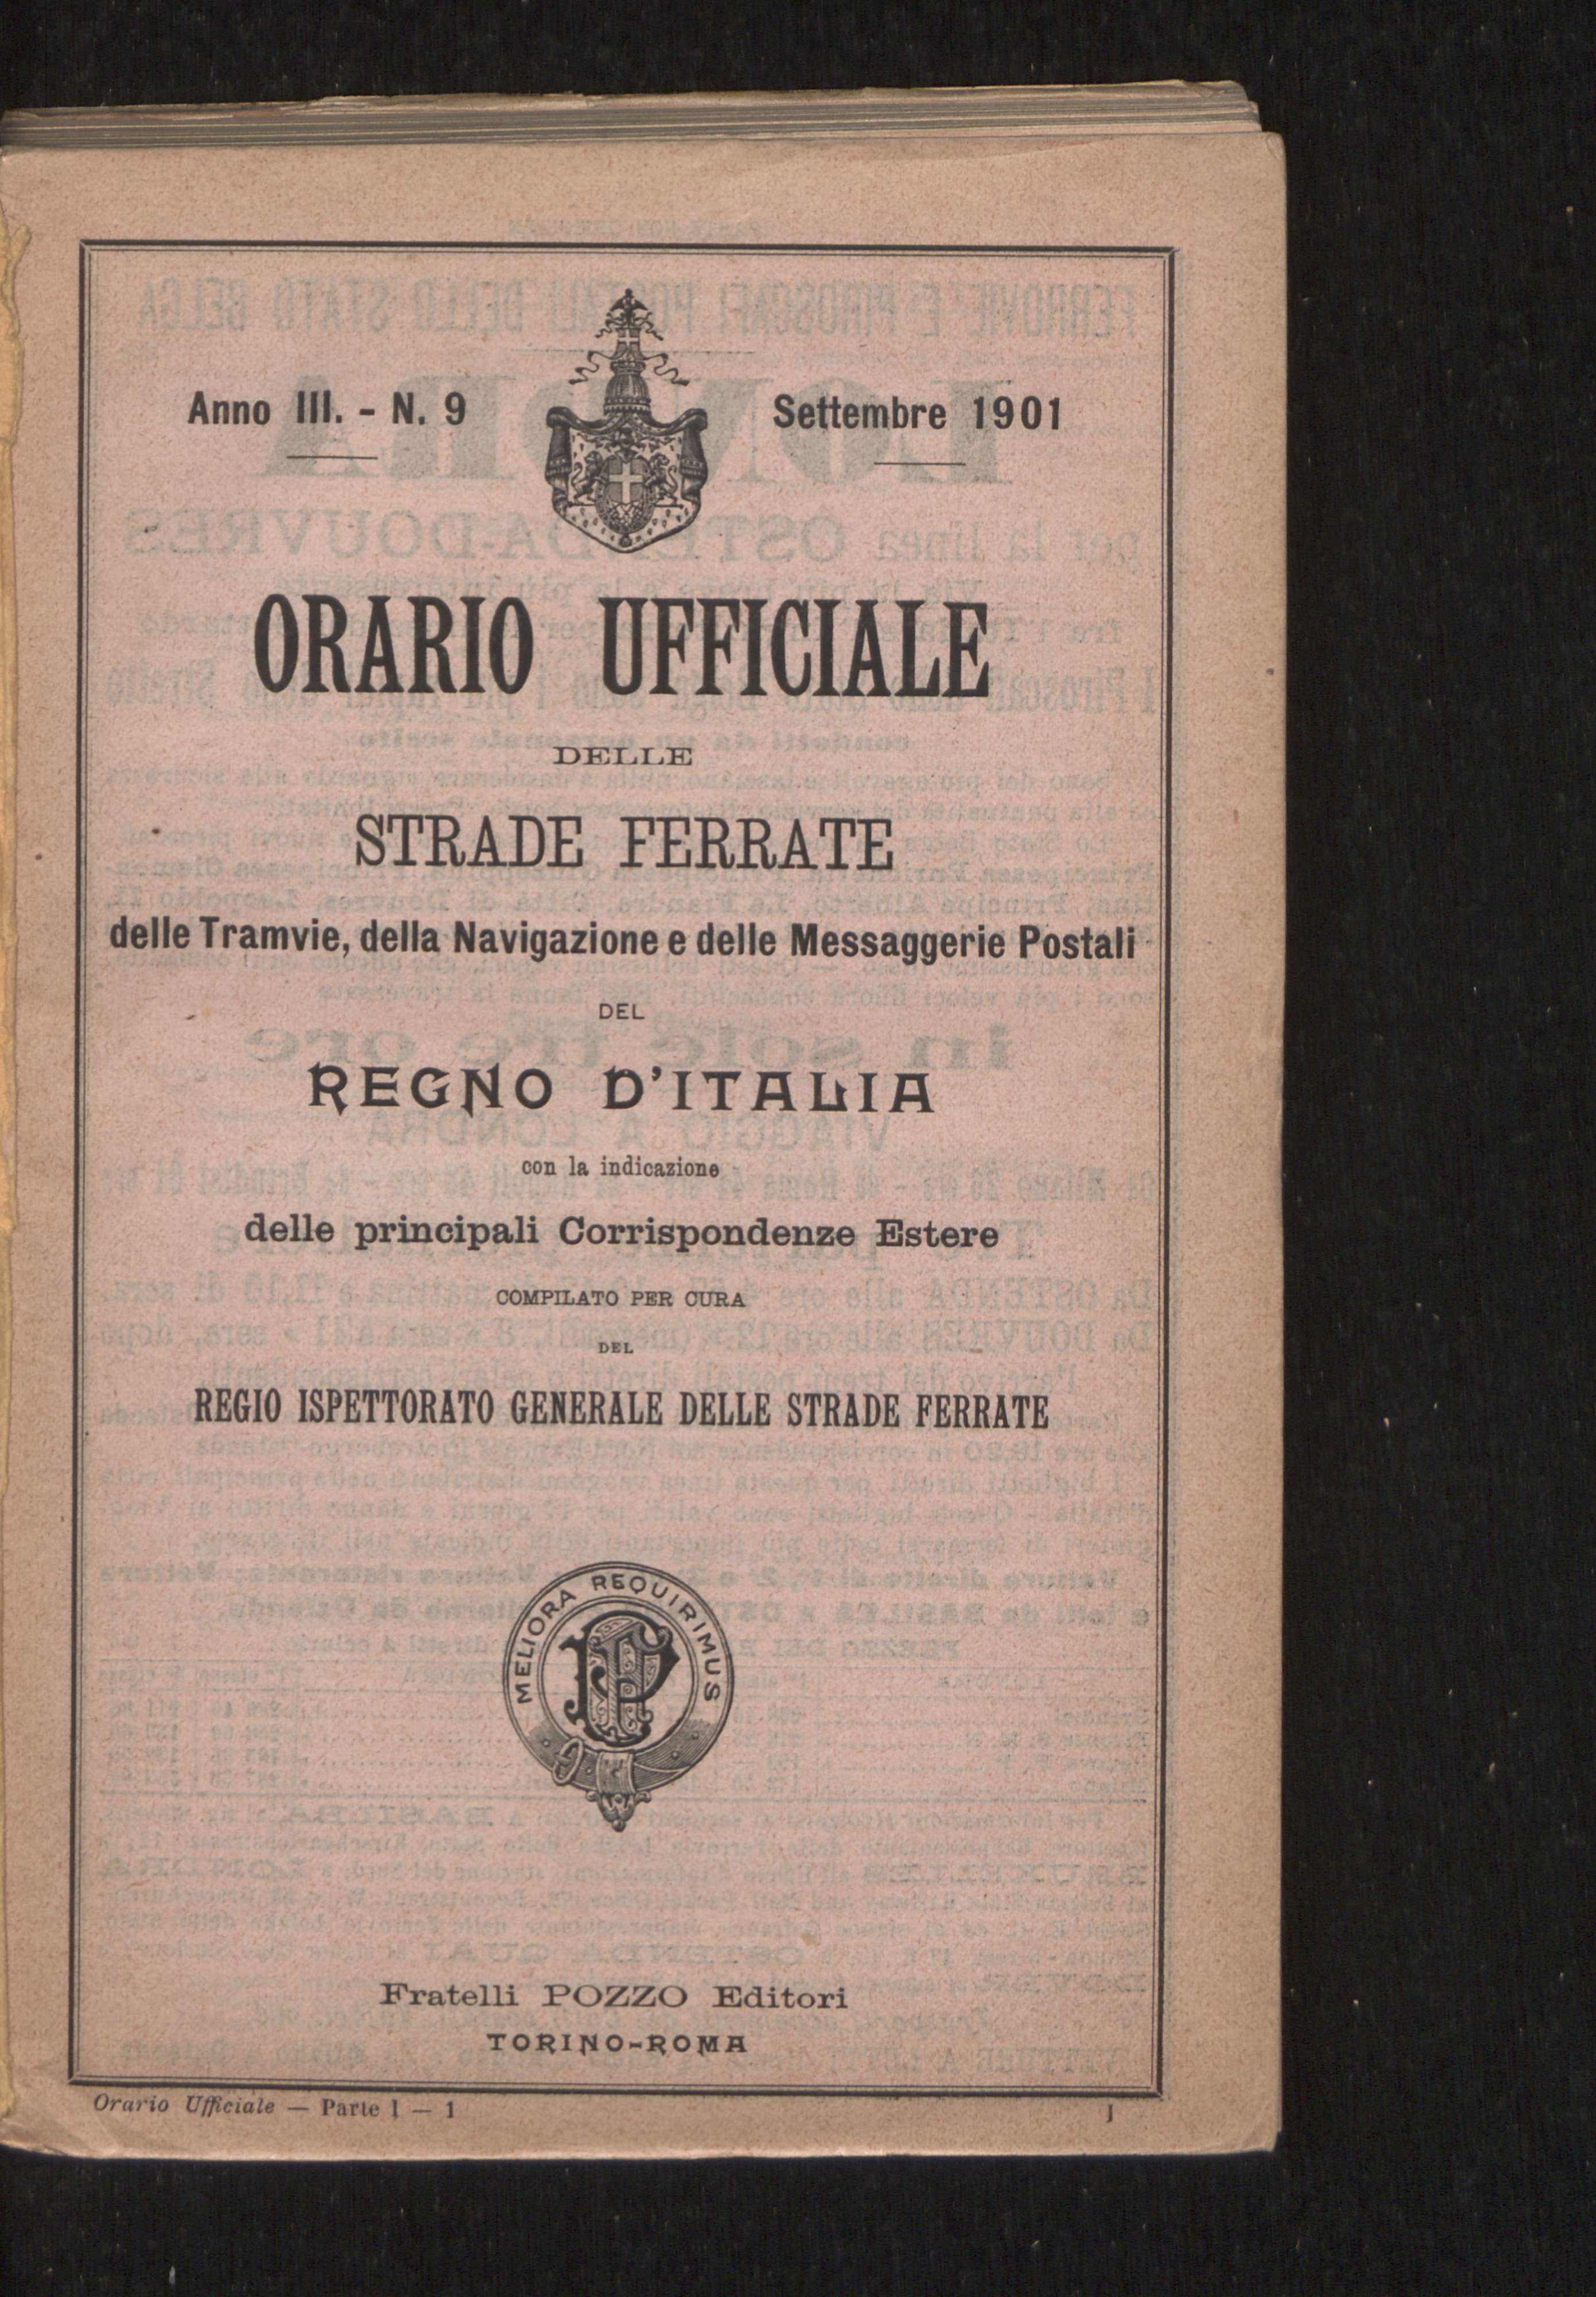 Anno III. - N. 9
Settembre 1901
ORARIO UFFICIALE
DELLE
STRADE FERRATE
delle Tramvie, della Navigazione e delle Messaggerie Postali
DEL
REGNO D'ITALIA
con la indicazione
delle principali Corrispondenze Estere
COMPILATO PER CURA
DEL
REGIO ISPETTORATO GENERALE DELLE STRADE FERRATE
MELIORA REQUIRIMUS
FP
Fratelli POZZO Editori
TORINO-ROMA
Orario Ufficiale — Parte I — 1